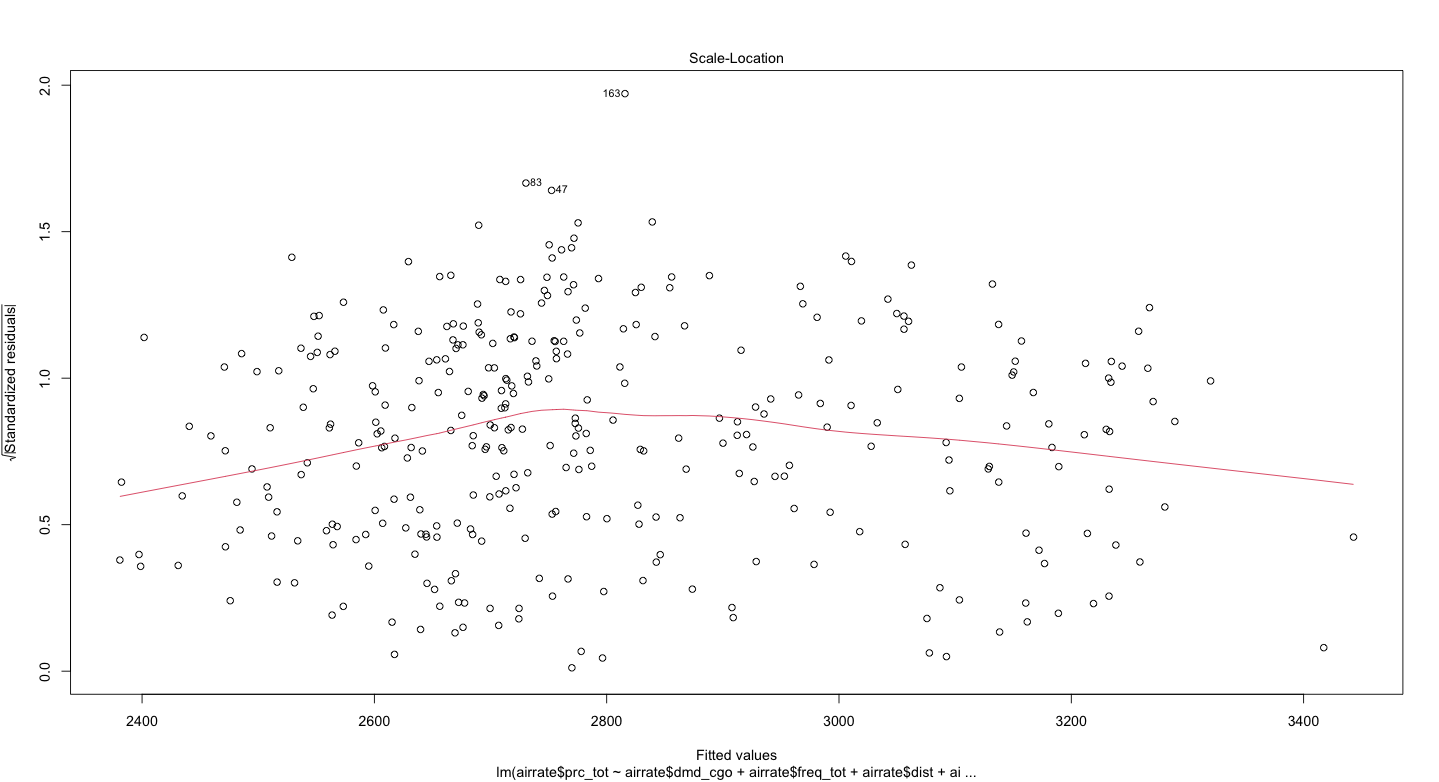 Scale-Location
√|Standardized residuals|
2.0
1.5
1.0
0.5
0.0
163
83
47
2400 2600 2800 3000 3200 3400
Fitted values
lm(airrate$prc_tot ~ airrate$dmd_cgo + airrate$freq_tot + airrate$dist + ai ...